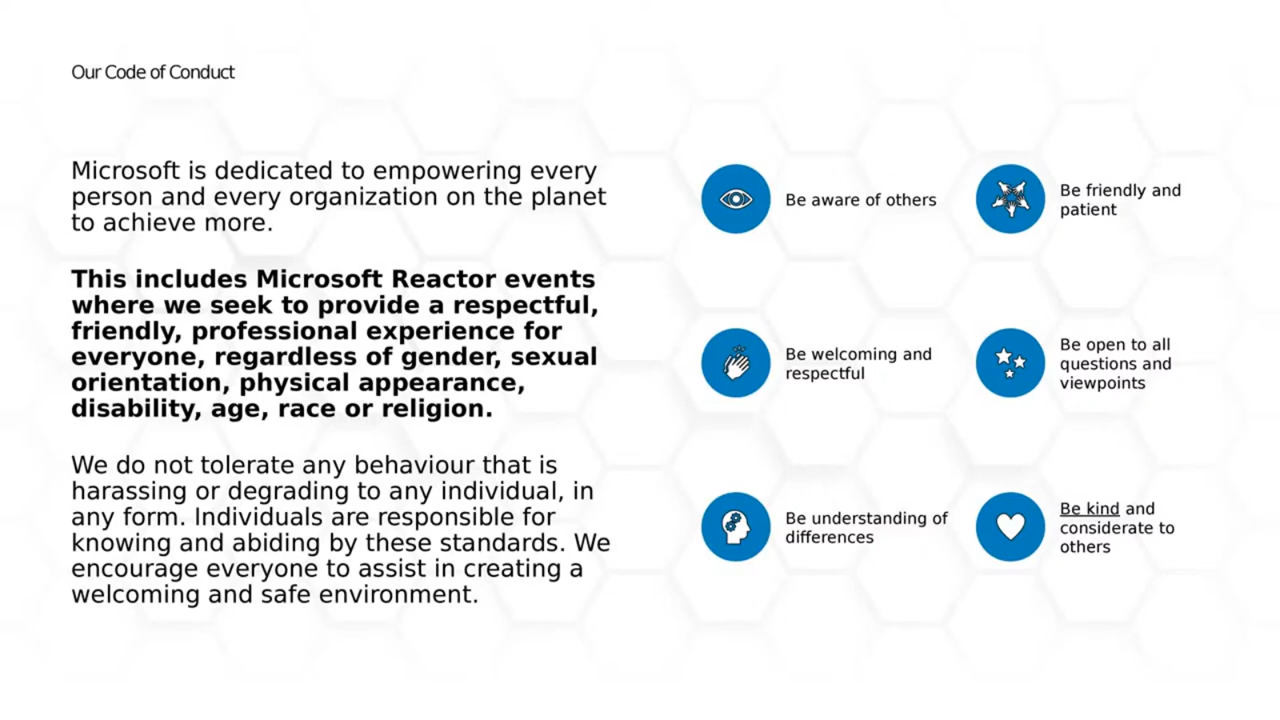 Our Code of Conduct
Microsoft is dedicated to empowering every
person and every organization on the planet
to achieve more.
This includes Microsoft Reactor events
where we seek to provide a respectful,
friendly, professional experience for
everyone, regardless of gender, sexual
orientation, physical appearance,
disability, age, race or religion.
We do not tolerate any behaviour that is
harassing or degrading to any individual, in
any form. Individuals are responsible for
knowing and abiding by these standards. We
encourage everyone to assist in creating a
welcoming and safe environment.
Be aware of others
Be friendly and
patient
Be welcoming and
respectful
Be open to all
questions and
viewpoints
Be understanding of
differences
Be kind and
considerate to
others